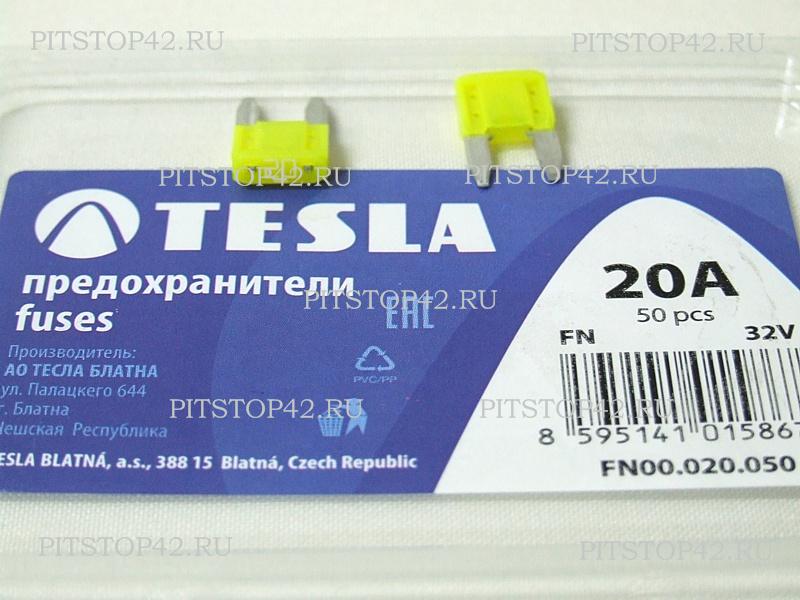 PITSTOP42.RU PITSTOP42.RU
20
PITSTOP42.RU PITSTOP42.RU
TESLA
предохранители
fuses
PITSTOP42.RU
EAC
20A
50 pcs
FN 32V
Производитель:
АО ТЕСЛА БЛАТНА
ул. Палацкего 644
г. Блатна
Чешская Республика
PVC/PP
PITSTOP42.RU PITSTOP42.RU
8 595141 015867
TESLA BLATNÁ, a.s., 388 15 Blatná, Czech Republic
FN00.020.050
PITSTOP42.RU PITSTOP42.RU